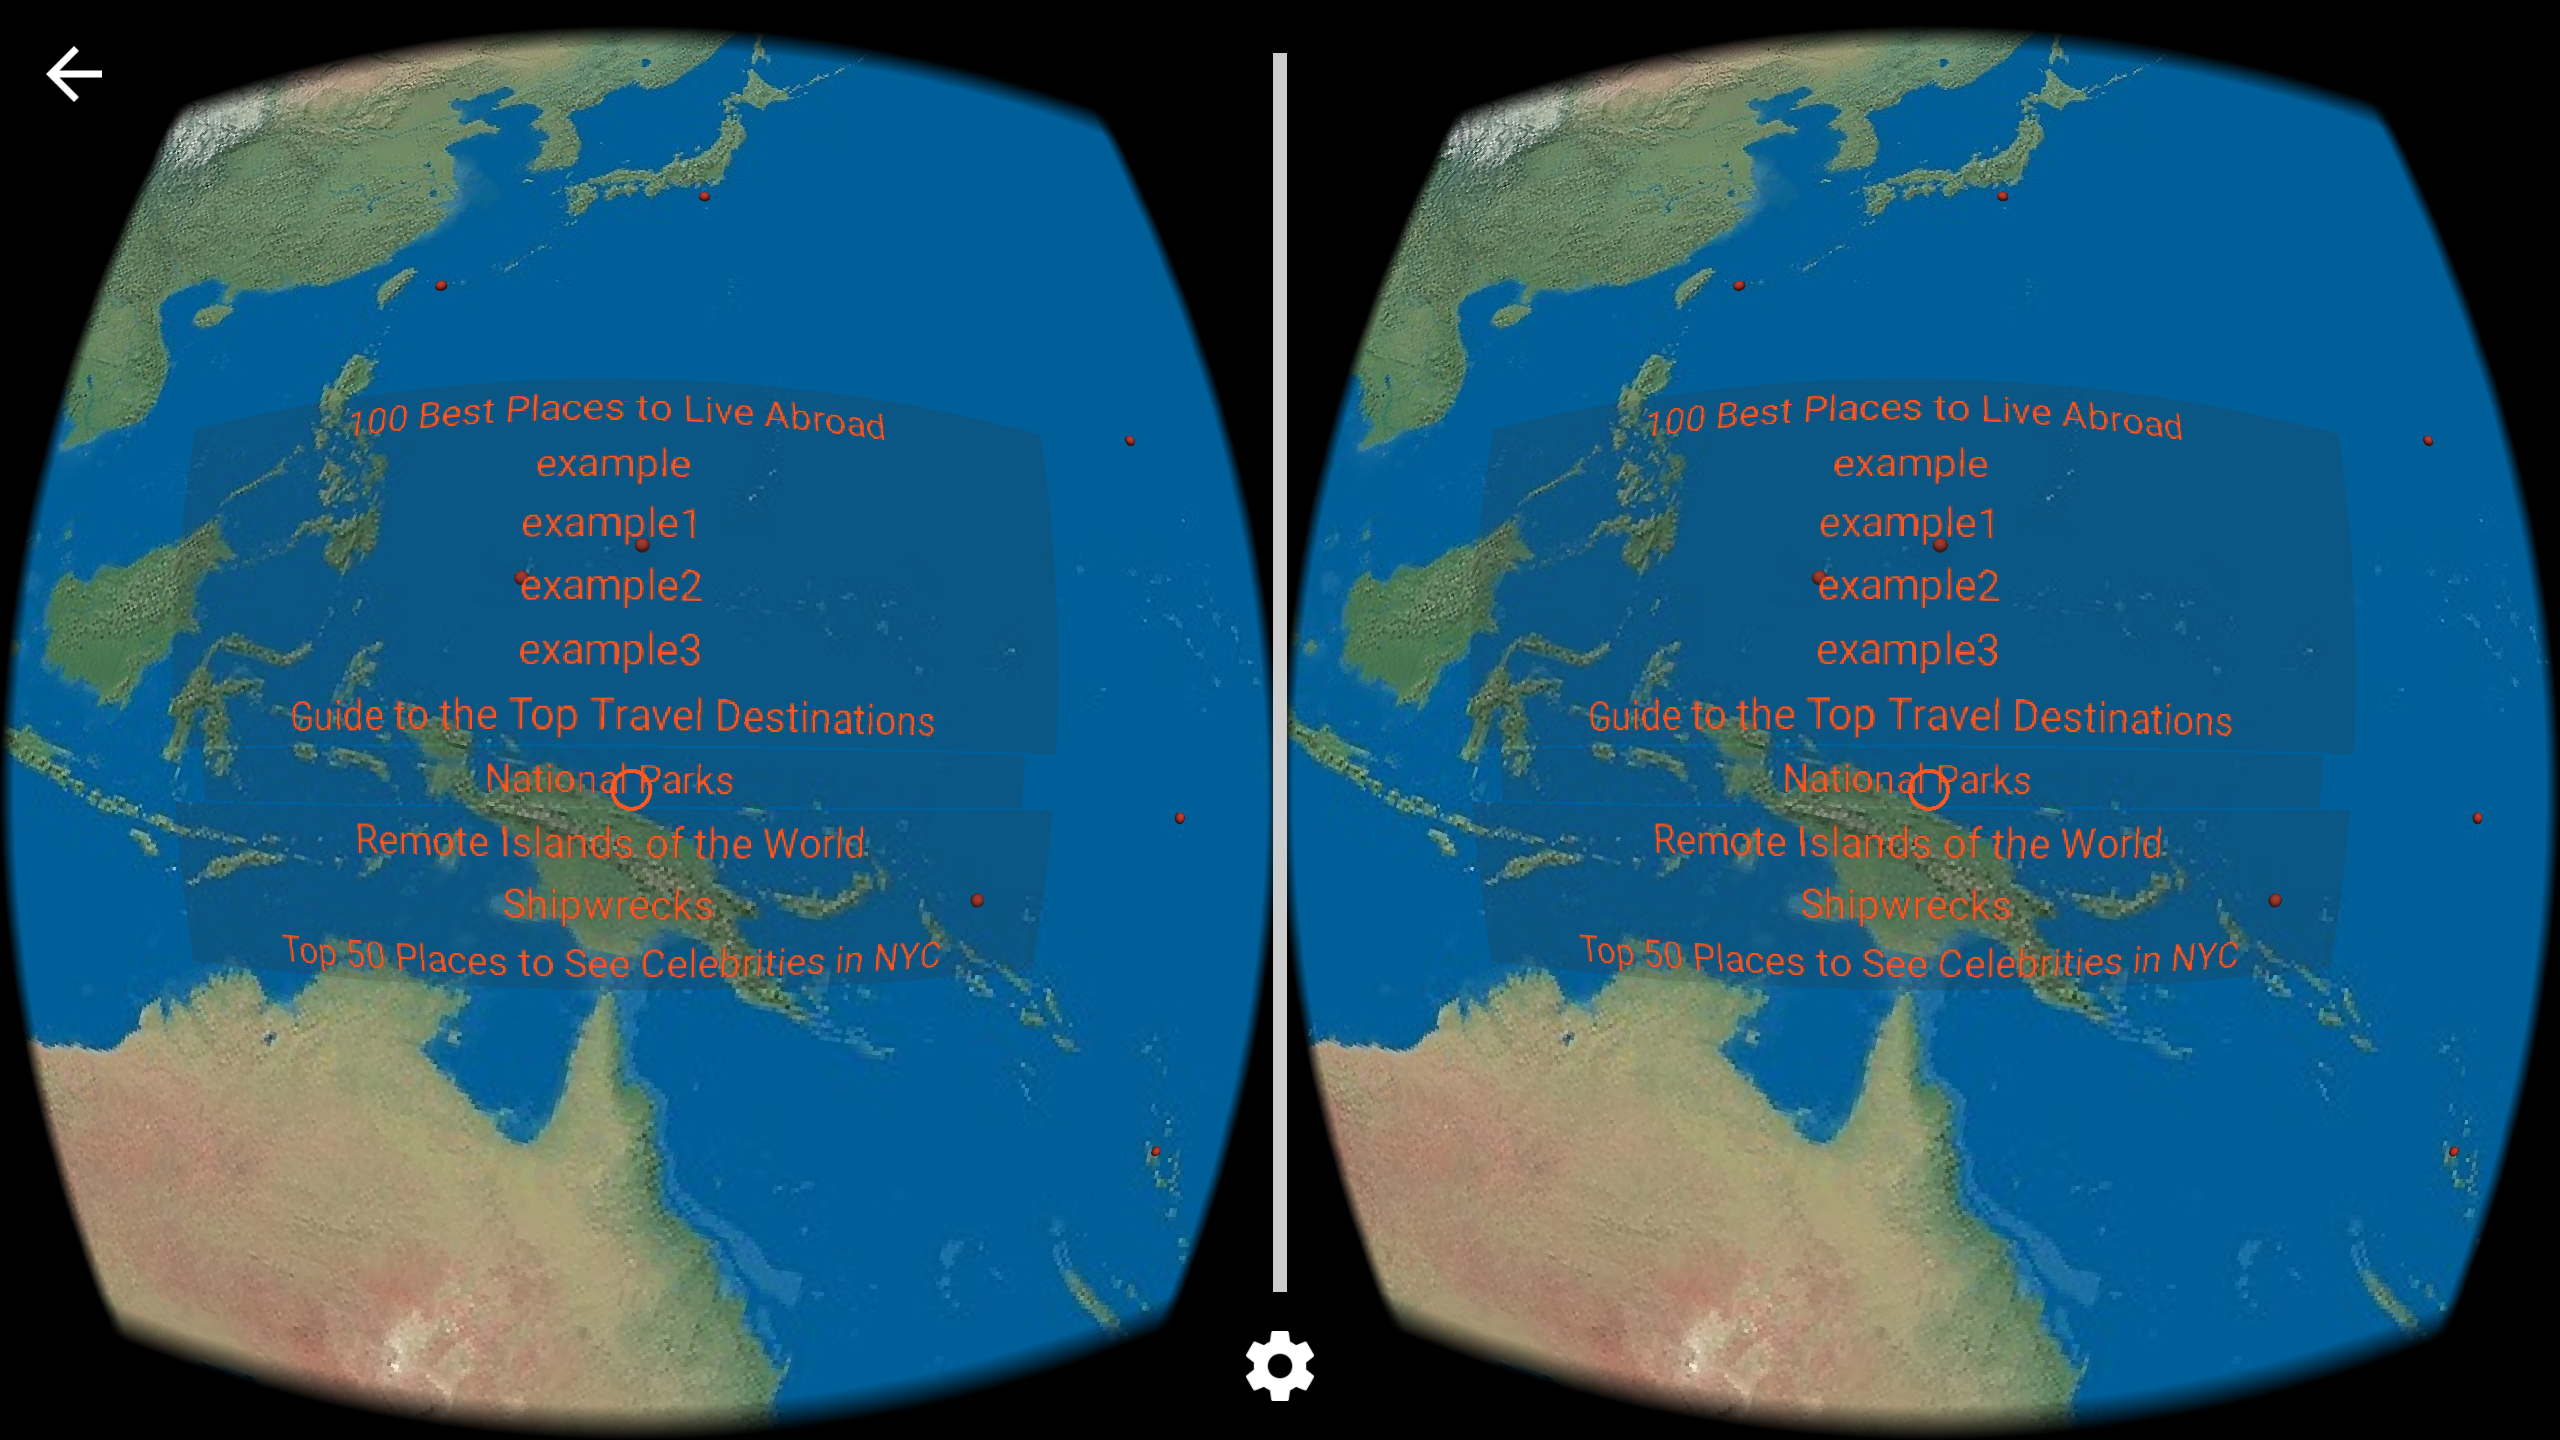 100 Best Places to Live Abroad
example
example1
example2
example3
Guide to the Top Travel Destinations
National Parks
Remote Islands of the World
Shipwrecks
Top 50 Places to See Celebrities in NYC
100 Best Places to Live Abroad
example
example1
example2
example3
Guide to the Top Travel Destinations
National Parks
Remote Islands of the World
Shipwrecks
Top 50 Places to See Celebrities in NYC